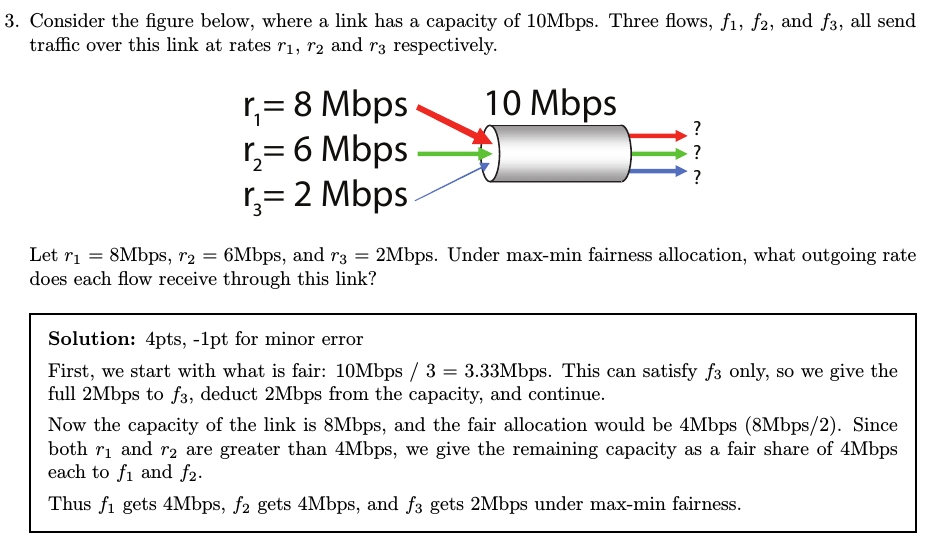 3. Consider the figure below, where a link has a capacity of 10Mbps. Three flows, f₁, f₂, and f₃, all send
traffic over this link at rates r₁, r₂ and r₃ respectively.
r₁= 8 Mbps
10 Mbps
r₂= 6 Mbps
r₃= 2 Mbps
?
?
?
Let r₁ = 8Mbps, r₂ = 6Mbps, and r₃ = 2Mbps. Under max-min fairness allocation, what outgoing rate
does each flow receive through this link?
Solution: 4pts, -1pt for minor error
First, we start with what is fair: 10Mbps / 3 = 3.33Mbps. This can satisfy f₃ only, so we give the
full 2Mbps to f₃, deduct 2Mbps from the capacity, and continue.
Now the capacity of the link is 8Mbps, and the fair allocation would be 4Mbps (8Mbps/2). Since
both r₁ and r₂ are greater than 4Mbps, we give the remaining capacity as a fair share of 4Mbps
each to f₁ and f₂.
Thus f₁ gets 4Mbps, f₂ gets 4Mbps, and f₃ gets 2Mbps under max-min fairness.